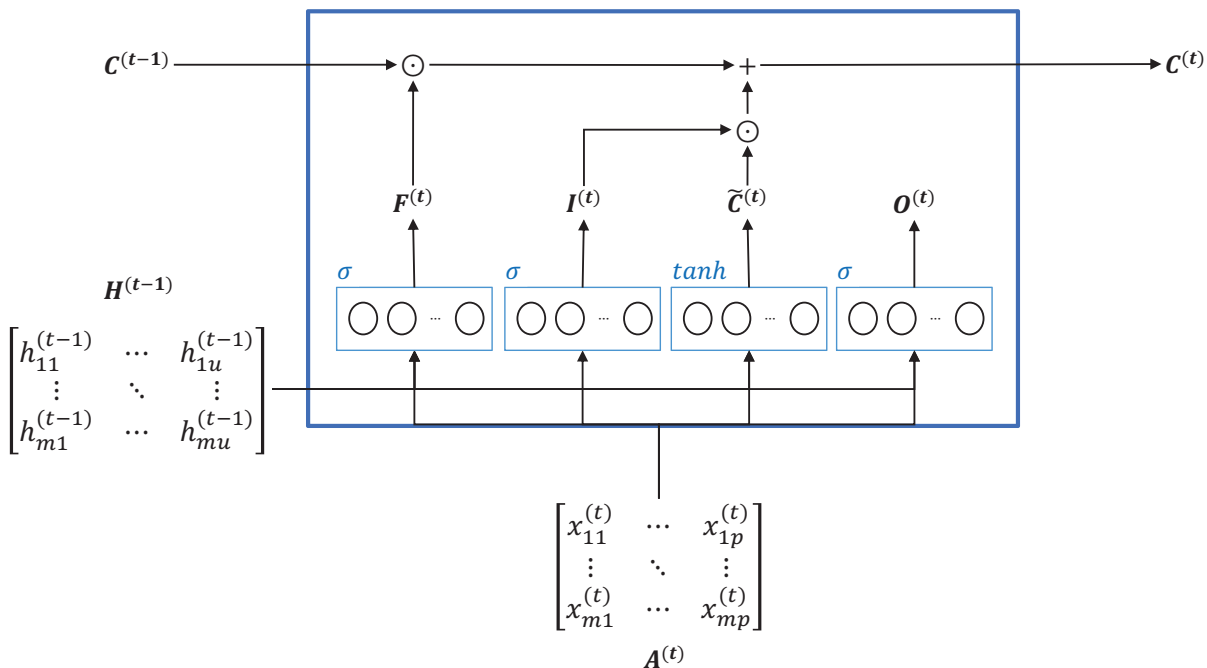 C^(t−1) ⊙ + C^(t)
⊙
F^(t) I^(t) C̃^(t) O^(t)
σ σ tanh σ
... ... ... ...
H^(t−1)
h_11^(t−1) ⋯ h_1u^(t−1)
⋮ ⋱ ⋮
h_m1^(t−1) ⋯ h_mu^(t−1)
x_11^(t) ⋯ x_1p^(t)
⋮ ⋱ ⋮
x_m1^(t) ⋯ x_mp^(t)
A^(t)